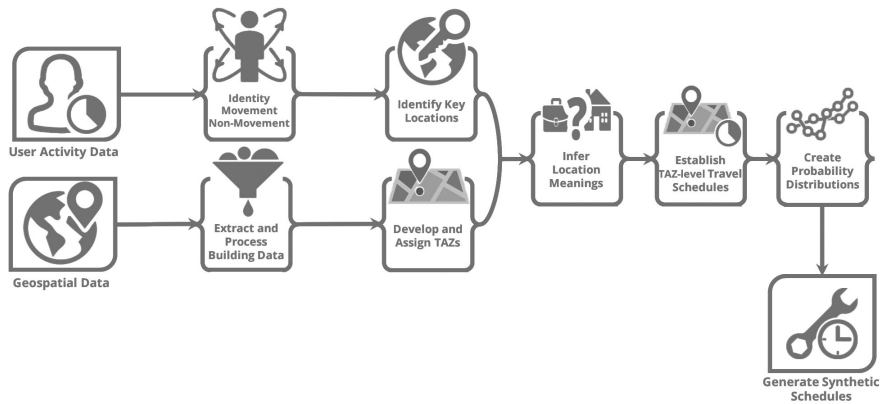 User Activity Data
Identity
Movement
Non-Movement
Identify Key
Locations
Geospatial Data
Extract and
Process
Building Data
Develop and
Assign TAZs
Infer
Location
Meanings
Establish
TAZ-level Travel
Schedules
Create
Probability
Distributions
Generate Synthetic
Schedules